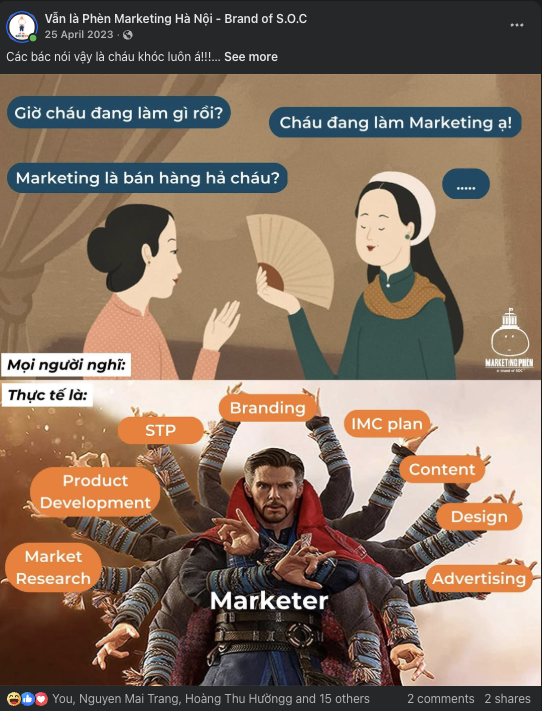 Vẫn là Phèn Marketing Hà Nội - Brand of S.O.C
25 April 2023 ·
Các bác nói vậy là cháu khóc luôn á!!!... See more
Giờ cháu đang làm gì rồi?
Cháu đang làm Marketing ạ!
Marketing là bán hàng hả cháu?
.....
MARKETING PHÈN
Mọi người nghĩ:
Thực tế là:
Branding
STP
IMC plan
Product
Development
Content
Design
Market
Research
Advertising
Marketer
You, Nguyen Mai Trang, Hoàng Thu Hườngg and 15 others
2 comments 2 shares